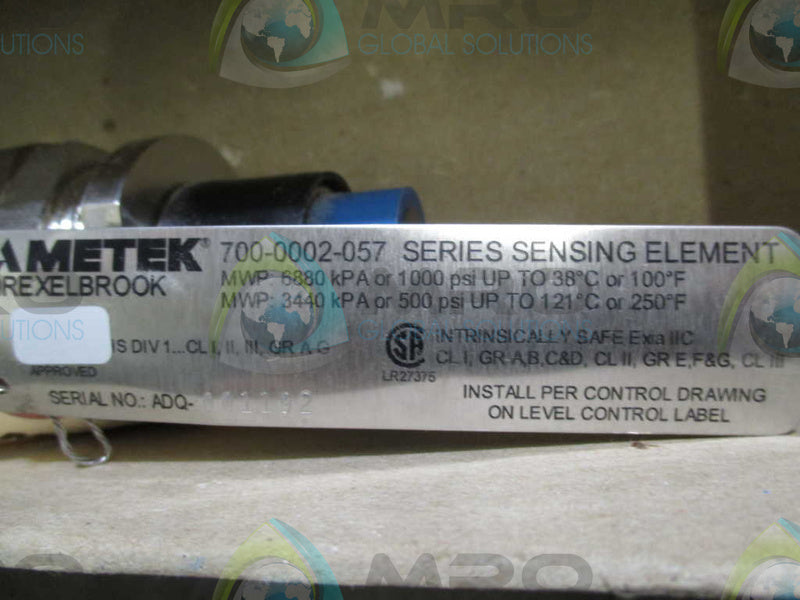 MRO
GLOBAL SOLUTIONS
AMETEK® 700-0002-057 SERIES SENSING ELEMENT
DREXELBROOK MWP: 6880 kPA or 1000 psi UP TO 38°C or 100°F
MWP: 3440 kPA or 500 psi UP TO 121°C or 250°F
IS DIV 1...CL I, II, III, GR A-G
INTRINSICALLY SAFE Exia IIC
CL I, GR A,B,C&D, CL II, GR E,F&G, CL III
APPROVED
LR27375
SERIAL NO.: ADQ-
INSTALL PER CONTROL DRAWING
ON LEVEL CONTROL LABEL
MRO